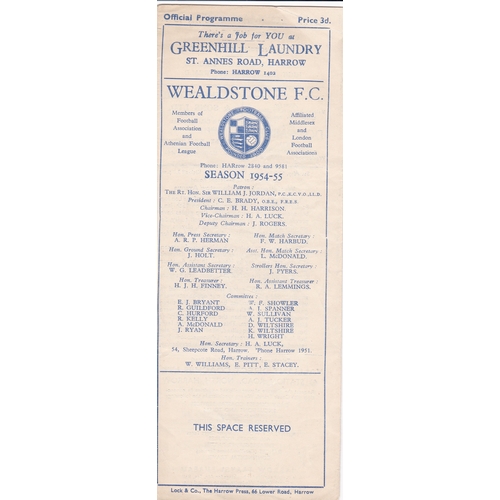 Official Programme Price 3d.
There's a Job for YOU at
GREENHILL LAUNDRY
ST. ANNES ROAD, HARROW
Phone: HARROW 1402
WEALDSTONE F.C.
Members of
Football
Association
and
Athenian Football
League
Affiliated
Middlesex
and
London
Football
Associations
Phone: HARrow 2240 and 9581
SEASON 1954-55
Patron:
THE RT. HON. SIR WILLIAM J. JORDAN, P.C., K.C.V.O., LL.D.
President: C. E. BRADY, O.B.E., F.R.E.S.
Chairman: H. H. HARRISON.
Vice-Chairman: H. A. LUCK.
Deputy Chairman: J. ROGERS.
Hon. Press Secretary:
A. R. P. HERMAN
Hon. Match Secretary:
F. W. HARBUD.
Hon. Ground Secretary:
J. HOLT.
Asst. Hon. Match Secretary:
L. McDONALD.
Hon. Assistant Secretary:
W. G. LEADBETTER.
Strollers Hon. Secretary:
J. PYERS.
Hon. Treasurer:
H. J. H. FINNEY.
Hon. Assistant Treasurer:
R. A. LEMMINGS.
Committee:
E. J. BRYANT
R. GUILDFORD
C. HURFORD
R. KELLY
A. McDONALD
J. RYAN
W. P. SHOWLER
A. I. SPANNER
W. SULLIVAN
A. J. TUCKER
D. WILTSHIRE
K. WILTSHIRE
H. WRIGHT
Hon. Secretary: H. A. LUCK,
54, Sheepcote Road, Harrow. 'Phone Harrow 1951.
Hon. Trainers:
W. WILLIAMS, E. PITT, E. STACEY.
THIS SPACE RESERVED
Lock & Co., The Harrow Press, 66 Lower Road, Harrow